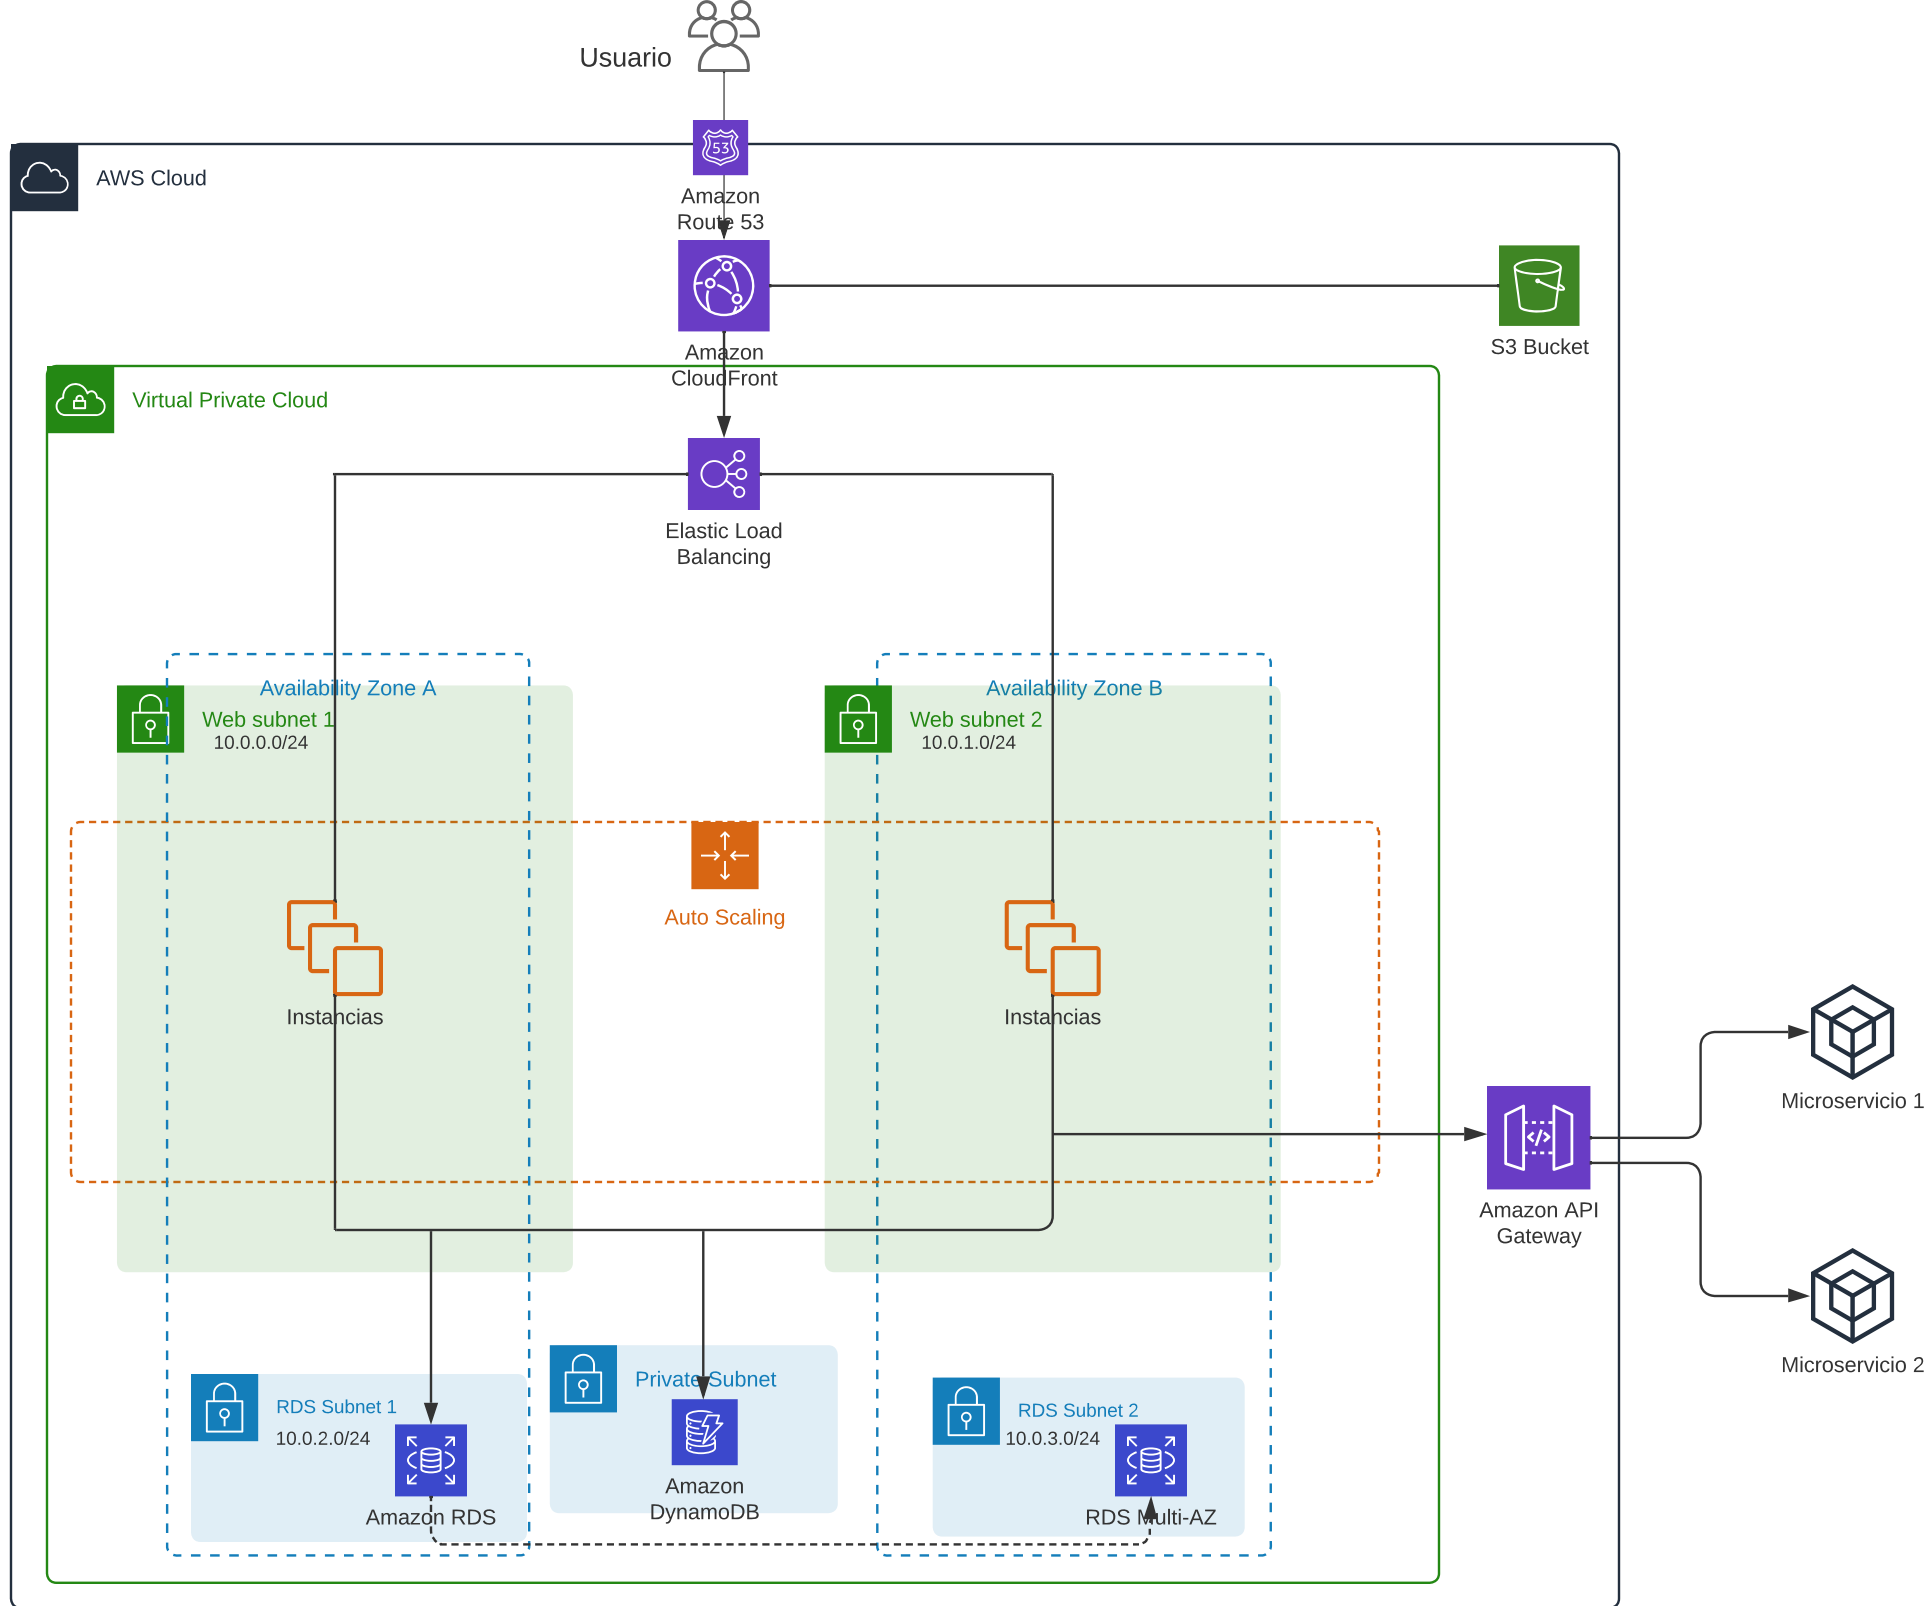 Usuario
53
AWS Cloud
Amazon
Route 53
S3 Bucket
Amazon
CloudFront
Virtual Private Cloud
Elastic Load
Balancing
Availability Zone A
Availability Zone B
Web subnet 1
10.0.0.0/24
Web subnet 2
10.0.1.0/24
Auto Scaling
Instancias
Instancias
Microservicio 1
</>
Amazon API
Gateway
Microservicio 2
Private Subnet
RDS Subnet 1
10.0.2.0/24
RDS Subnet 2
10.0.3.0/24
Amazon
DynamoDB
Amazon RDS
RDS Multi-AZ